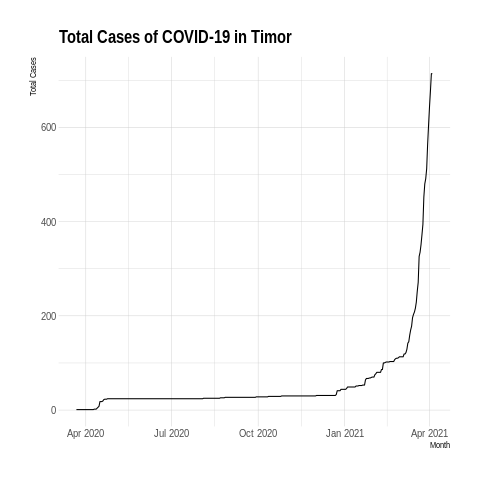 Total Cases of COVID-19 in Timor
Total Cases
600
400
200
0
Apr 2020 Jul 2020 Oct 2020 Jan 2021 Apr 2021
Month